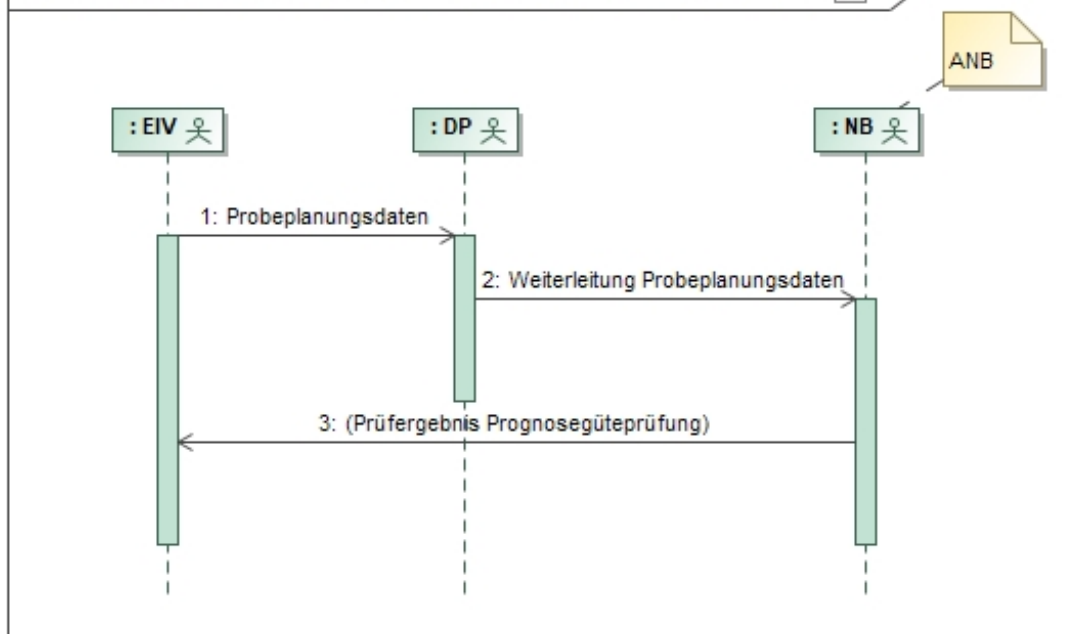 ANB
: EIV
: DP
: NB
1: Probeplanungsdaten
2: Weiterleitung Probeplanungsdaten
3: (Prüfergebnis Prognosegüteprüfung)